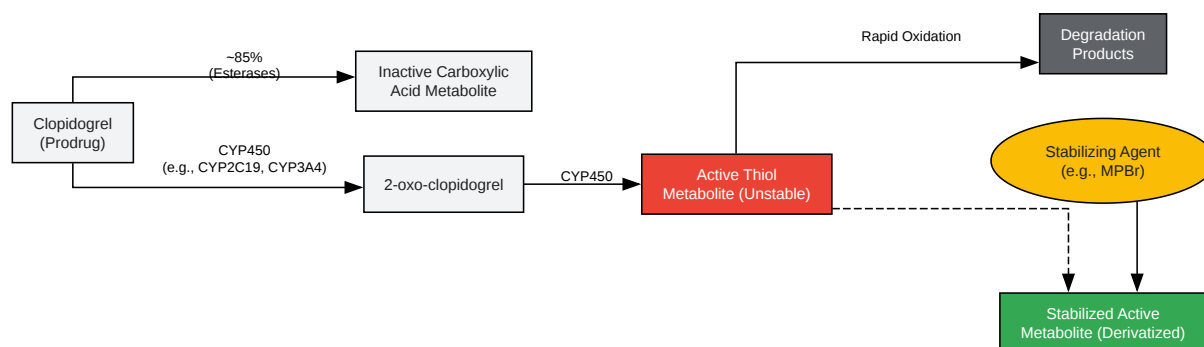 ~85%
(Esterases)
Inactive Carboxylic
Acid Metabolite
Rapid Oxidation
Degradation
Products
Clopidogrel
(Prodrug)
CYP450
(e.g., CYP2C19, CYP3A4)
2-oxo-clopidogrel
CYP450
Active Thiol
Metabolite (Unstable)
Stabilizing Agent
(e.g., MPBr)
Stabilized Active
Metabolite (Derivatized)